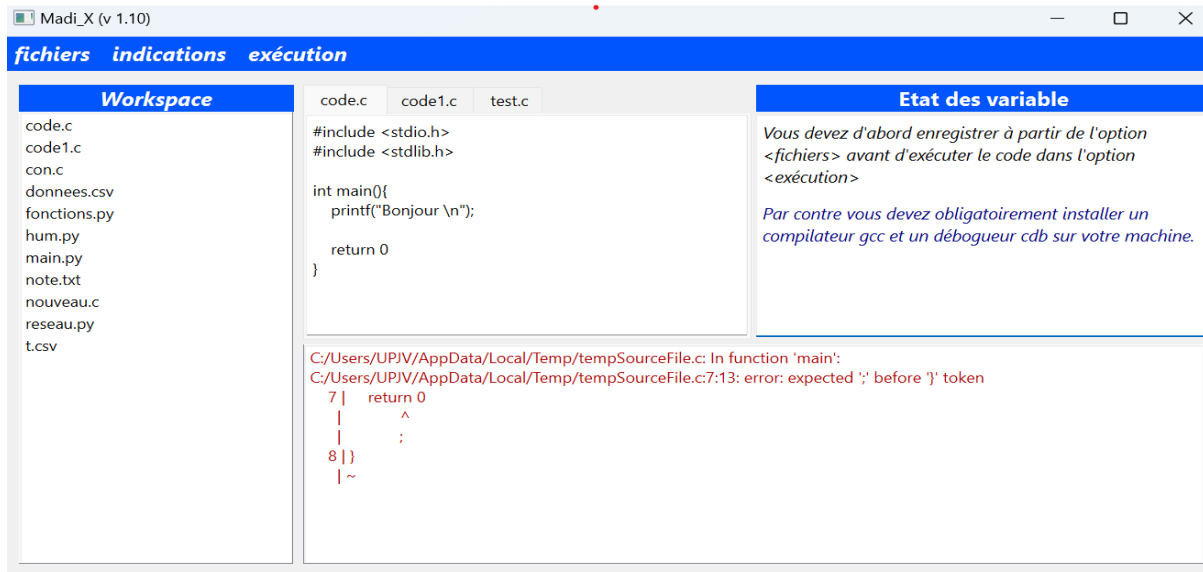 Madi_X (v 1.10)
fichiers indications exécution
Workspace
code.c
code1.c
con.c
donnees.csv
fonctions.py
hum.py
main.py
note.txt
nouveau.c
reseau.py
t.csv
code.c code1.c test.c
#include <stdio.h>
#include <stdlib.h>
int main(){
printf("Bonjour \n");
return 0
}
Etat des variable
Vous devez d'abord enregistrer à partir de l'option
<fichiers> avant d'exécuter le code dans l'option
<exécution>
Par contre vous devez obligatoirement installer un
compilateur gcc et un débogueur cdb sur votre machine.
C:/Users/UPJV/AppData/Local/Temp/tempSourceFile.c: In function 'main':
C:/Users/UPJV/AppData/Local/Temp/tempSourceFile.c:7:13: error: expected ';' before '}' token
7 | return 0
| ^
| ;
8 | }
| ~